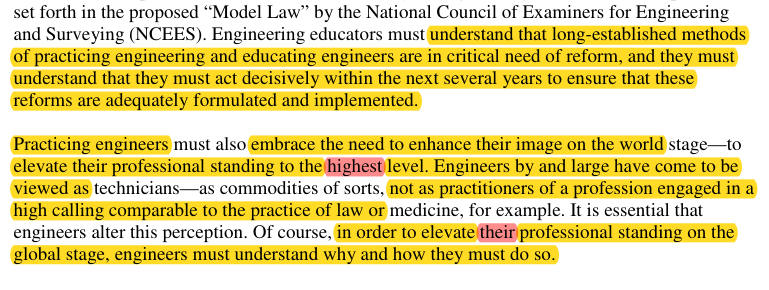 set forth in the proposed “Model Law” by the National Council of Examiners for Engineering
and Surveying (NCEES). Engineering educators must understand that long-established methods
of practicing engineering and educating engineers are in critical need of reform, and they must
understand that they must act decisively within the next several years to ensure that these
reforms are adequately formulated and implemented.
Practicing engineers must also embrace the need to enhance their image on the world stage—to
elevate their professional standing to the highest level. Engineers by and large have come to be
viewed as technicians—as commodities of sorts, not as practitioners of a profession engaged in a
high calling comparable to the practice of law or medicine, for example. It is essential that
engineers alter this perception. Of course, in order to elevate their professional standing on the
global stage, engineers must understand why and how they must do so.